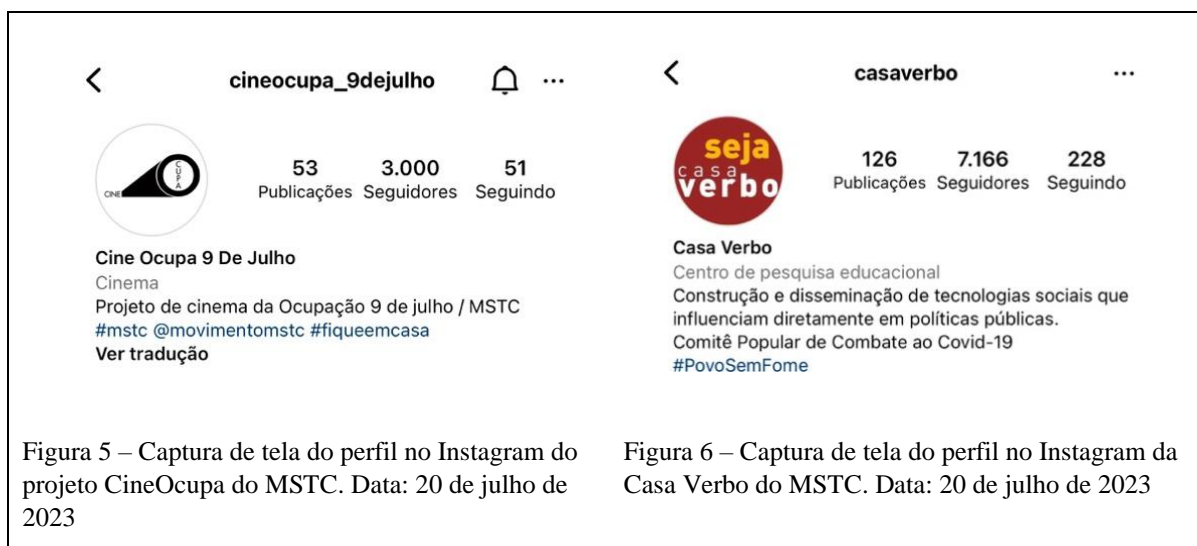 cineocupa_9dejulho
CINE
CUPA
53 3.000 51
Publicações Seguidores Seguindo
Cine Ocupa 9 De Julho
Cinema
Projeto de cinema da Ocupação 9 de julho / MSTC
#mstc @movimentomstc #fiqueemcasa
Ver tradução
Figura 5 – Captura de tela do perfil no Instagram do
projeto CineOcupa do MSTC. Data: 20 de julho de
2023
casaverbo
seja
casa
verbo
126 7.166 228
Publicações Seguidores Seguindo
Casa Verbo
Centro de pesquisa educacional
Construção e disseminação de tecnologias sociais que
influenciam diretamente em políticas públicas.
Comitê Popular de Combate ao Covid-19
#PovoSemFome
Figura 6 – Captura de tela do perfil no Instagram da
Casa Verbo do MSTC. Data: 20 de julho de 2023